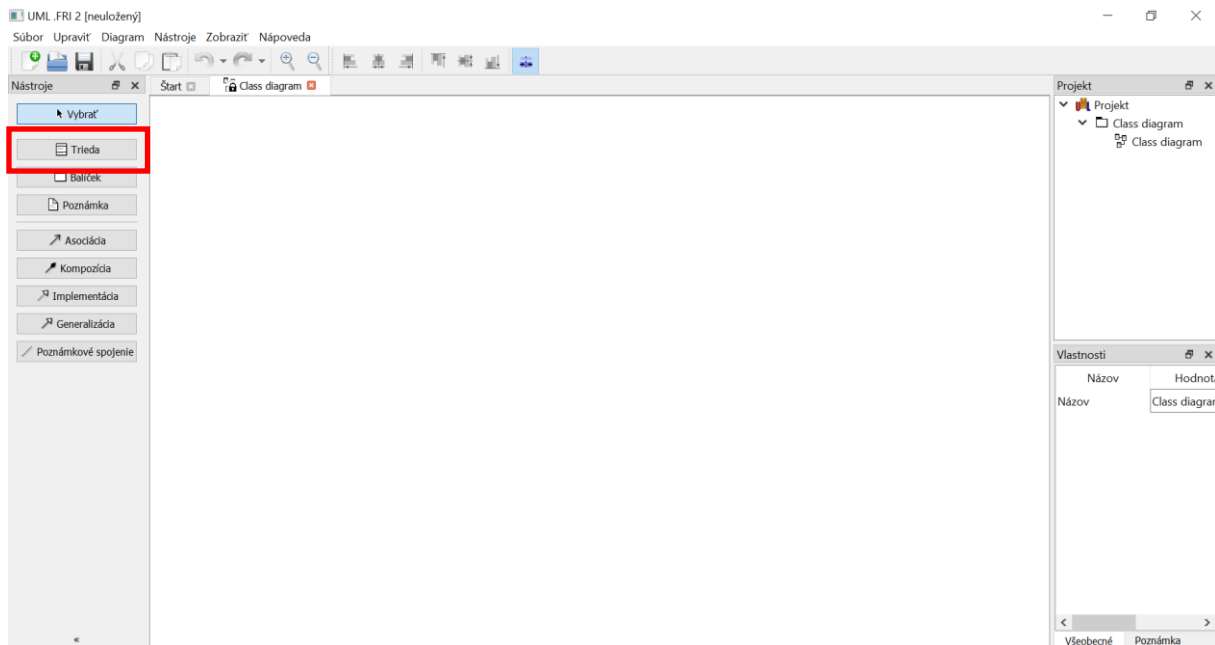 UML .FRI 2 [neuložený]
Súbor Upraviť Diagram Nástroje Zobraziť Nápoveda
Nástroje
Štart
Class diagram
Vybrať
Trieda
Balíček
Poznámka
Asociácia
Kompozícia
Implementácia
Generalizácia
Poznámkové spojenie
«
Projekt
Projekt
Class diagram
Class diagram
Vlastnosti
Názov Hodnota
Názov Class diagram
Všeobecné Poznámka